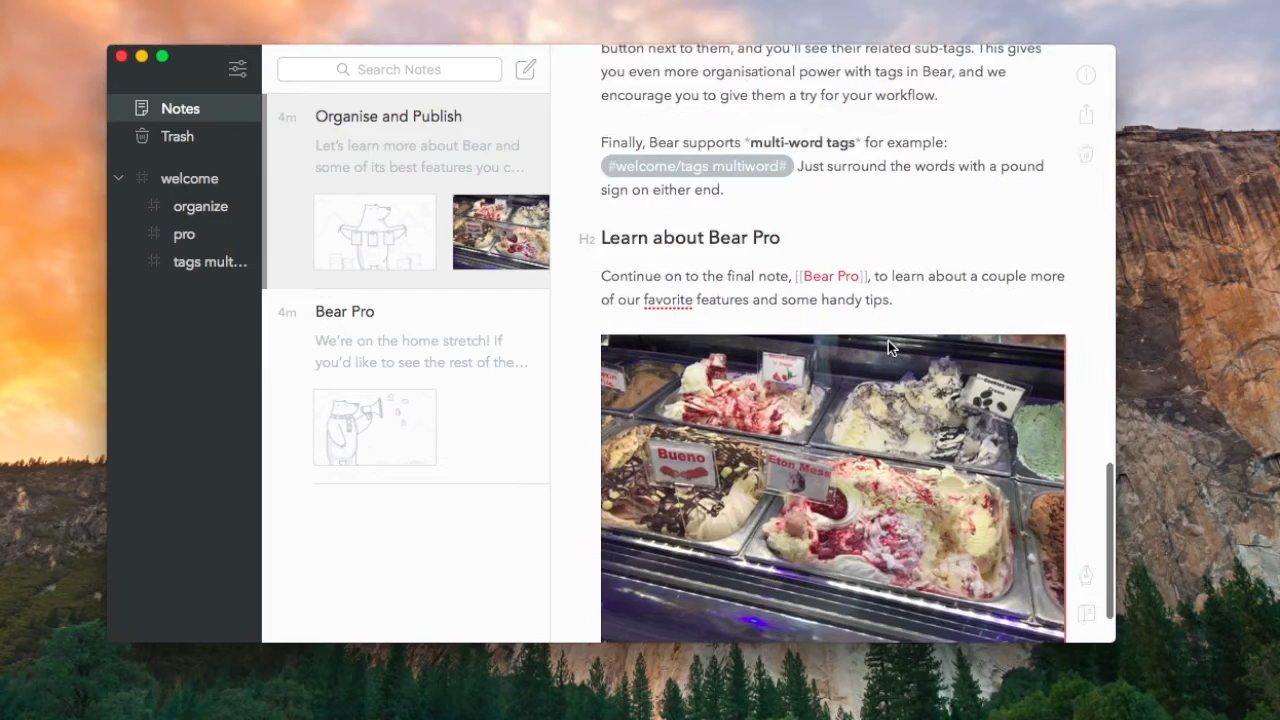 Search Notes
Notes
Trash
welcome
organize
pro
tags mult...
4m
Organise and Publish
Let's learn more about Bear and
some of its best features you c...
4m
Bear Pro
We're on the home stretch! If
you'd like to see the rest of the...
button next to them, and you'll see their related sub-tags. This gives
you even more organisational power with tags in Bear, and we
encourage you to give them a try for your workflow.
Finally, Bear supports *multi-word tags* for example:
#welcome/tags multiword# Just surround the words with a pound
sign on either end.
H2 Learn about Bear Pro
Continue on to the final note, [[Bear Pro]], to learn about a couple more
of our favorite features and some handy tips.
Bueno
Eton Mess